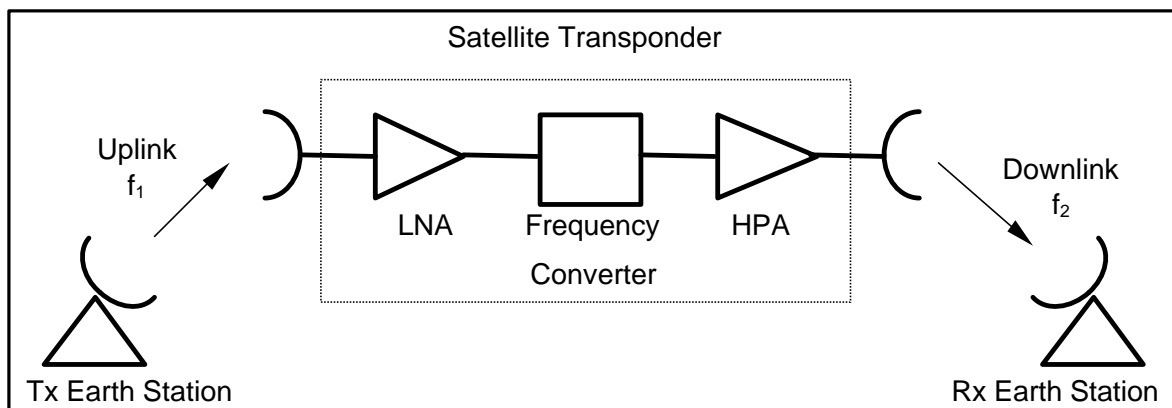 Satellite Transponder
Uplink
f₁
LNA
Frequency
Converter
HPA
Downlink
f₂
Tx Earth Station
Rx Earth Station